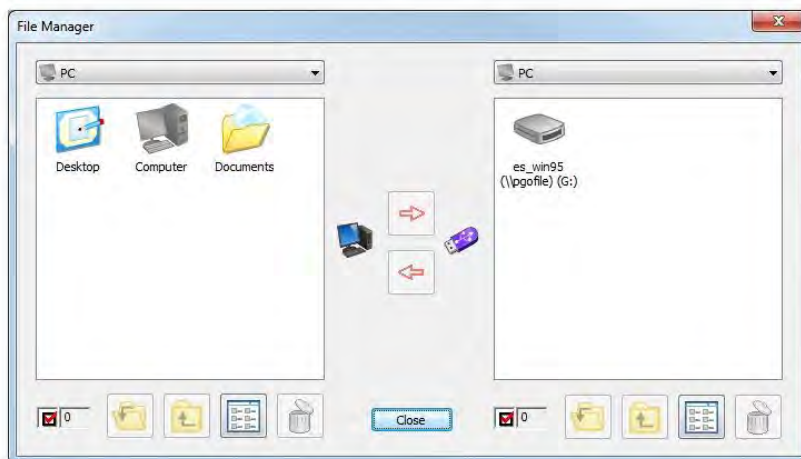 File Manager
PC
PC
Desktop
Computer
Documents
es_win95
(\\pgofile) (G:)
0
Close
0